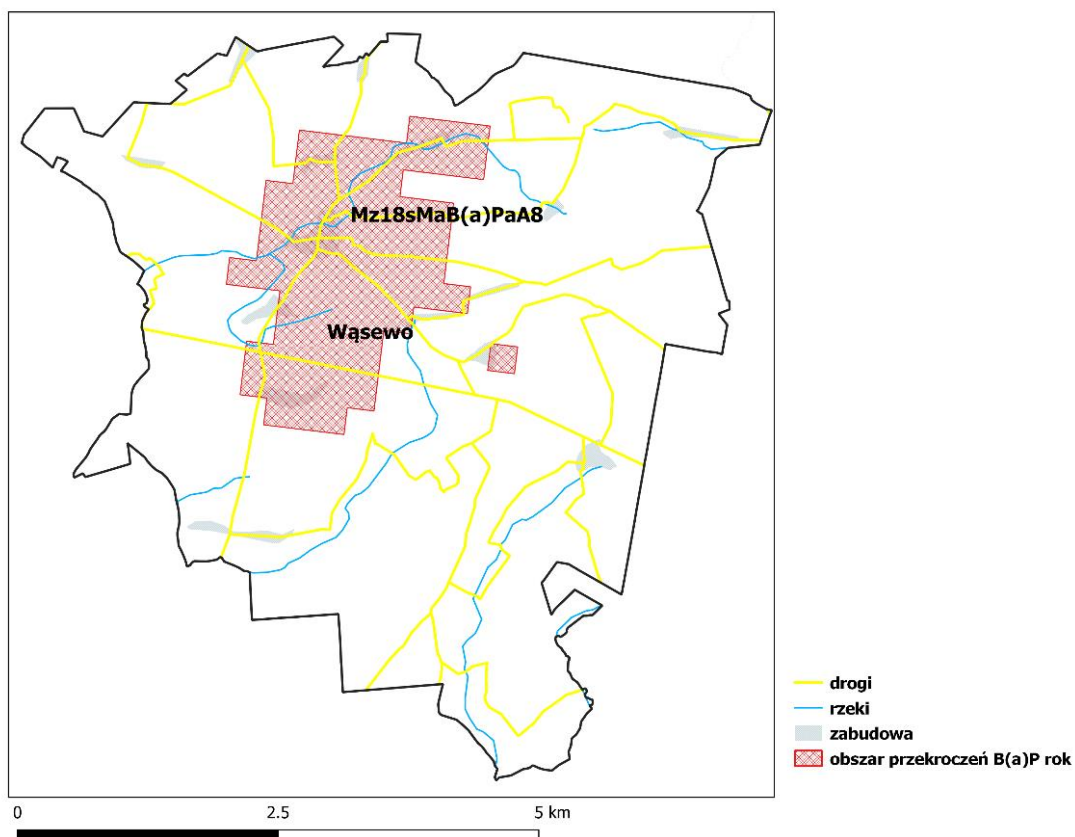 Mz18sMaB(a)PaA8
Wąsewo
drogi
rzeki
zabudowa
obszar przekroczeń B(a)P rok
0 2.5 5 km